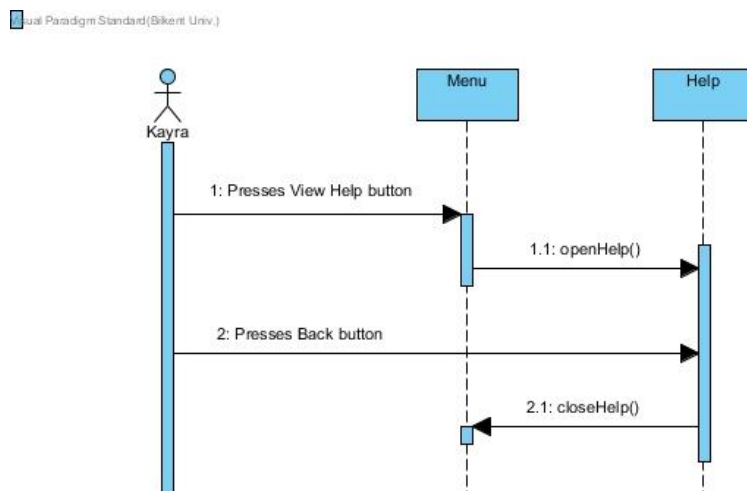 Visual Paradigm Standard(Bilkent Univ.)
Menu
Help
Kayra
1: Presses View Help button
1.1: openHelp()
2: Presses Back button
2.1: closeHelp()